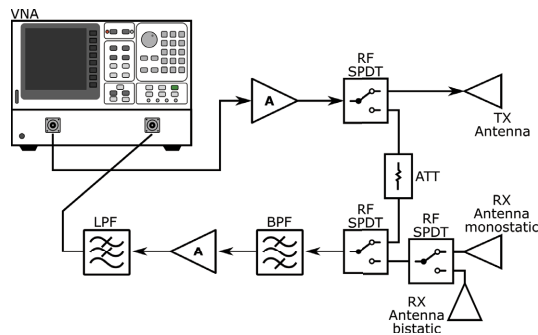 VNA
RF
SPDT
A
TX
Antenna
ATT
RX
Antenna
monostatic
RF
SPDT
RF
SPDT
LPF
BPF
A
RX
Antenna
bistatic